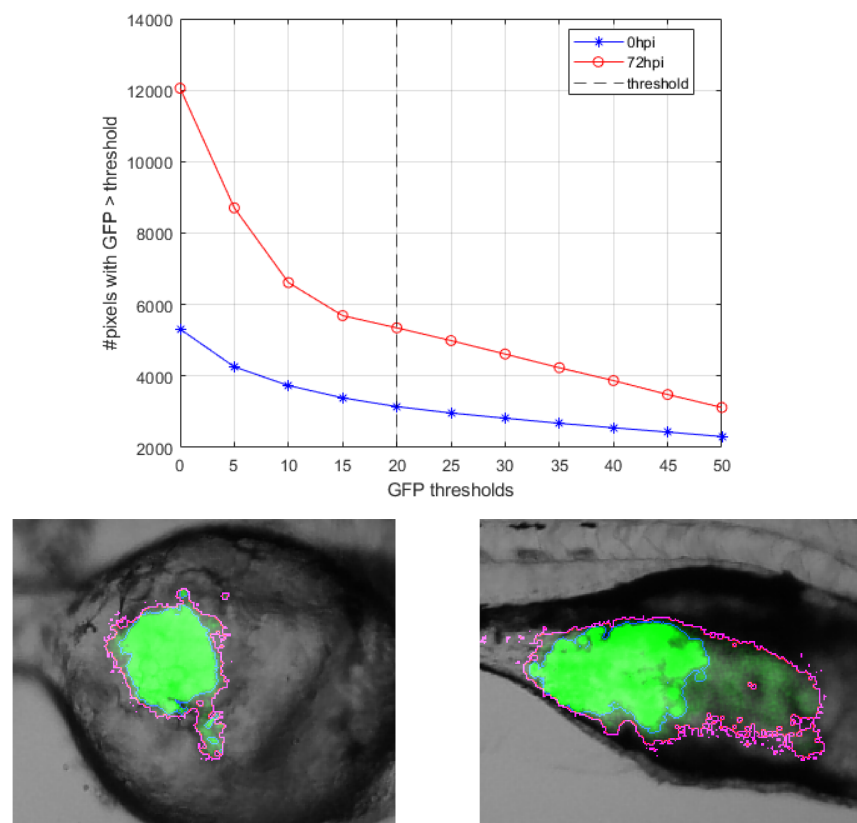 14000
12000
10000
8000
6000
4000
2000
#pixels with GFP > threshold
0hpi
72hpi
threshold
0 5 10 15 20 25 30 35 40 45 50
GFP thresholds